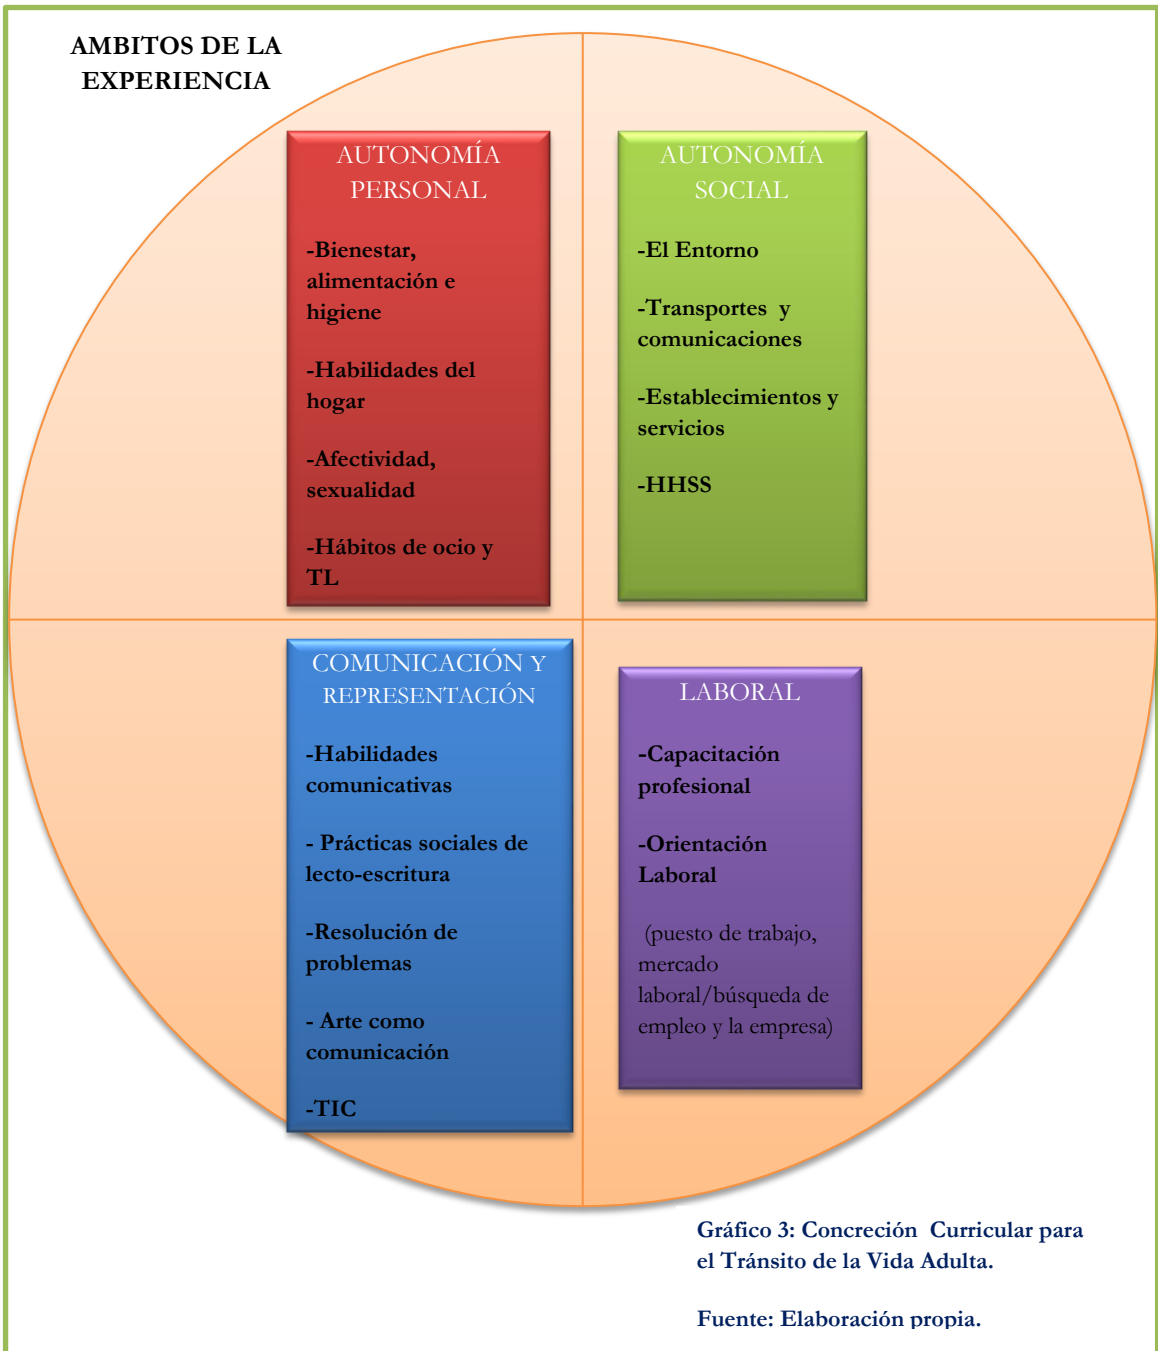 AMBITOS DE LA
EXPERIENCIA
AUTONOMÍA
PERSONAL
-Bienestar,
alimentación e
higiene
-Habilidades del
hogar
-Afectividad,
sexualidad
-Hábitos de ocio y
TL
AUTONOMÍA
SOCIAL
-El Entorno
-Transportes y
comunicaciones
-Establecimientos y
servicios
-HHSS
COMUNICACIÓN Y
REPRESENTACIÓN
-Habilidades
comunicativas
- Prácticas sociales de
lecto-escritura
-Resolución de
problemas
- Arte como
comunicación
-TIC
LABORAL
-Capacitación
profesional
-Orientación
Laboral
(puesto de trabajo,
mercado
laboral/búsqueda de
empleo y la empresa)
Gráfico 3: Concreción Curricular para
el Tránsito de la Vida Adulta.
Fuente: Elaboración propia.